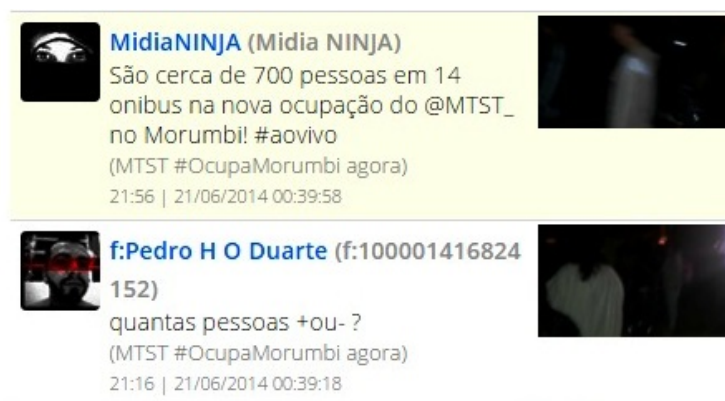 MidiaNINJA (Midia NINJA)
São cerca de 700 pessoas em 14
onibus na nova ocupação do @MTST_
no Morumbi! #aovivo
(MTST #OcupaMorumbi agora)
21:56 | 21/06/2014 00:39:58
f:Pedro H O Duarte (f:100001416824
152)
quantas pessoas +ou- ?
(MTST #OcupaMorumbi agora)
21:16 | 21/06/2014 00:39:18